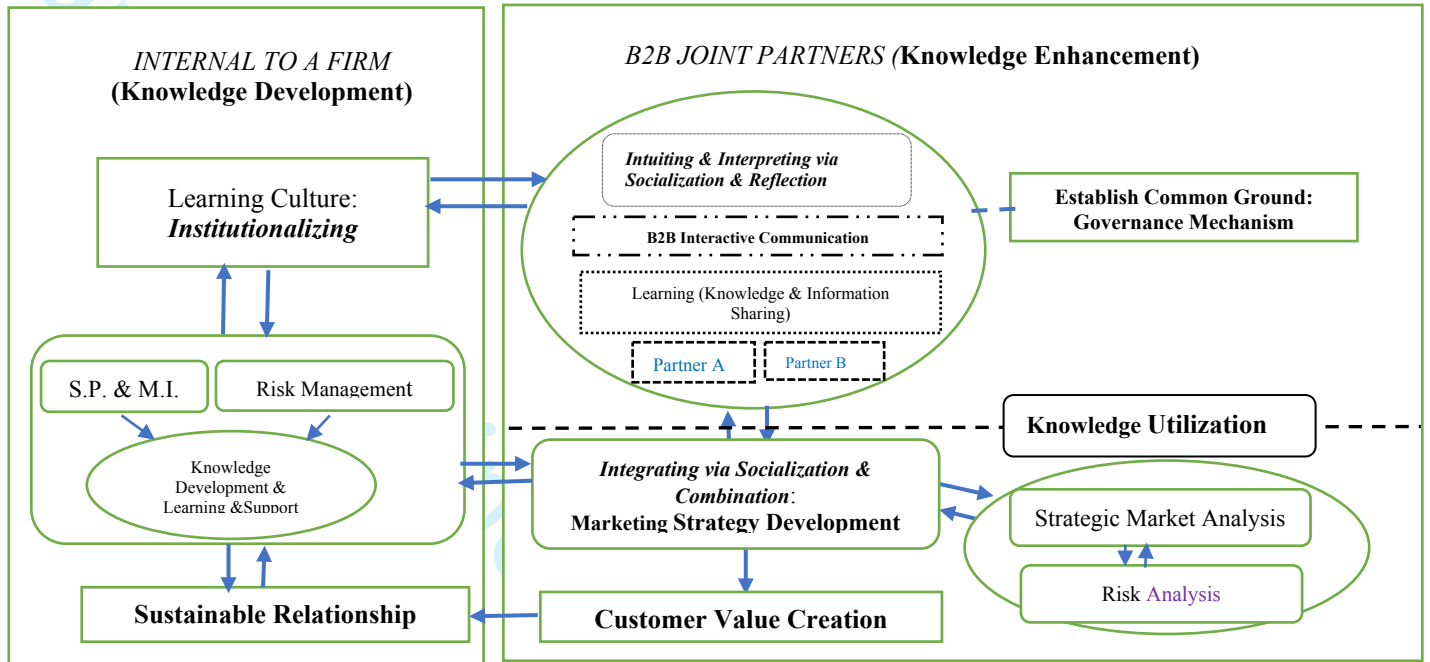 INTERNAL TO A FIRM
(Knowledge Development)
Learning Culture:
Institutionalizing
S.P. & M.I.
Risk Management
Knowledge
Development &
Learning &Support
Sustainable Relationship
B2B JOINT PARTNERS (Knowledge Enhancement)
Intuiting & Interpreting via
Socialization & Reflection
B2B Interactive Communication
Learning (Knowledge & Information
Sharing)
Partner A
Partner B
Establish Common Ground:
Governance Mechanism
Knowledge Utilization
Integrating via Socialization &
Combination:
Marketing Strategy Development
Strategic Market Analysis
Risk Analysis
Customer Value Creation